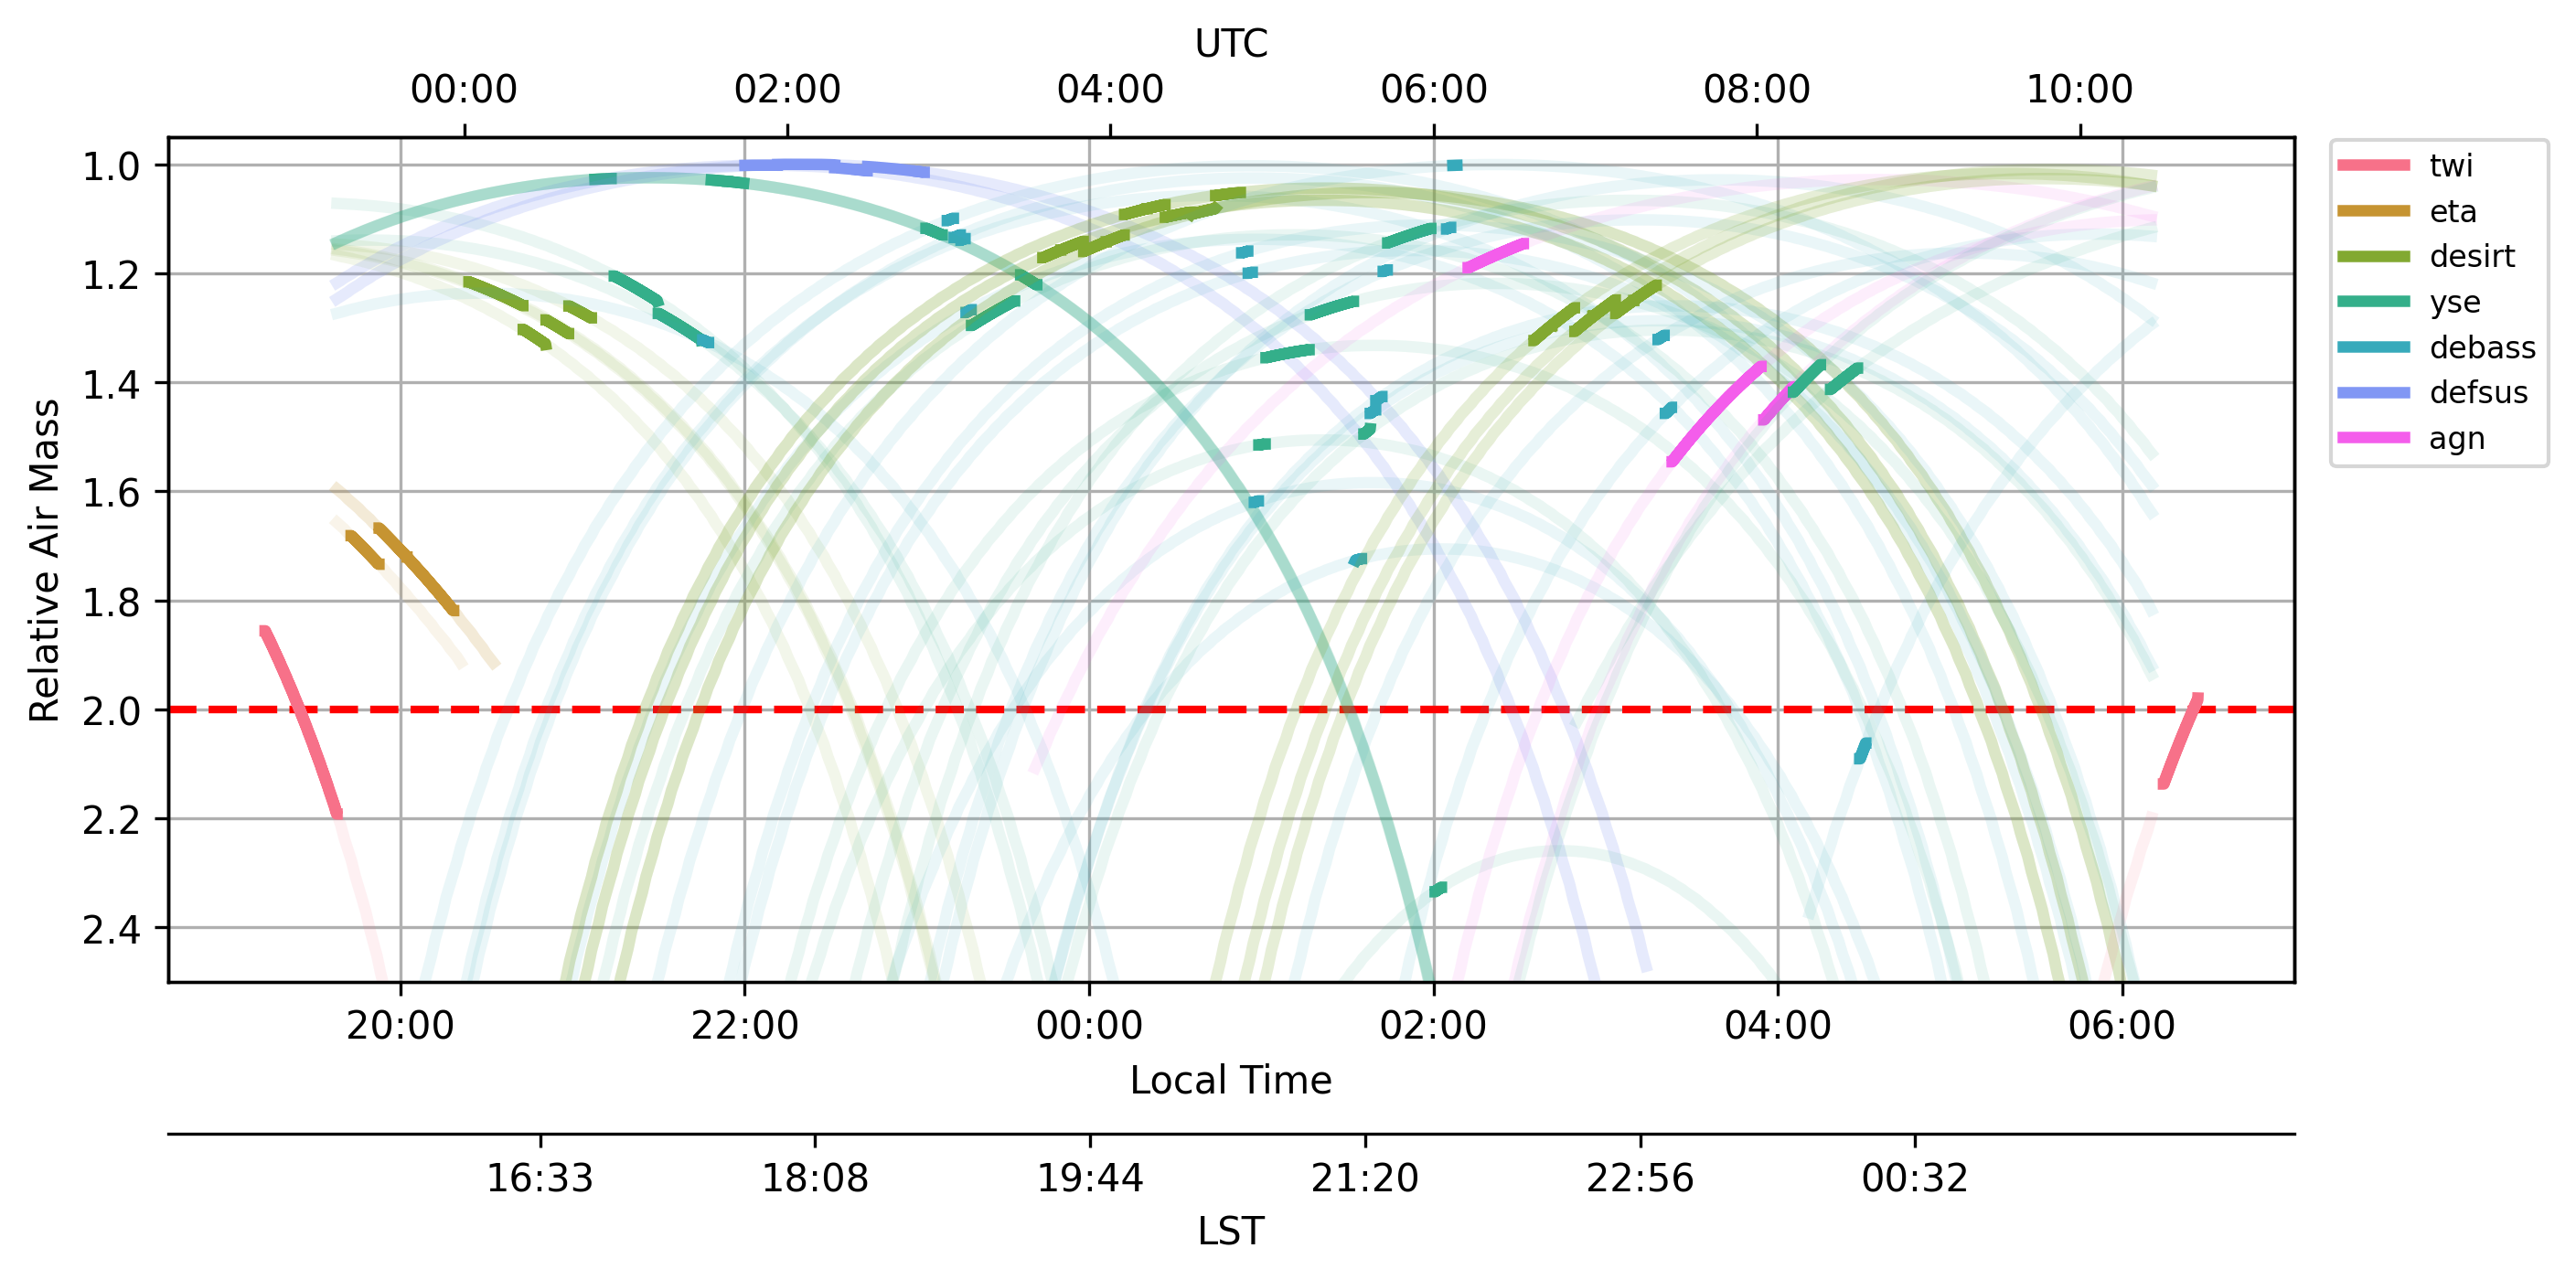 UTC
00:00 02:00 04:00 06:00 08:00 10:00
Relative Air Mass
1.0
1.2
1.4
1.6
1.8
2.0
2.2
2.4
twi
eta
desirt
yse
debass
defsus
agn
20:00 22:00 00:00 02:00 04:00 06:00
Local Time
16:33 18:08 19:44 21:20 22:56 00:32
LST